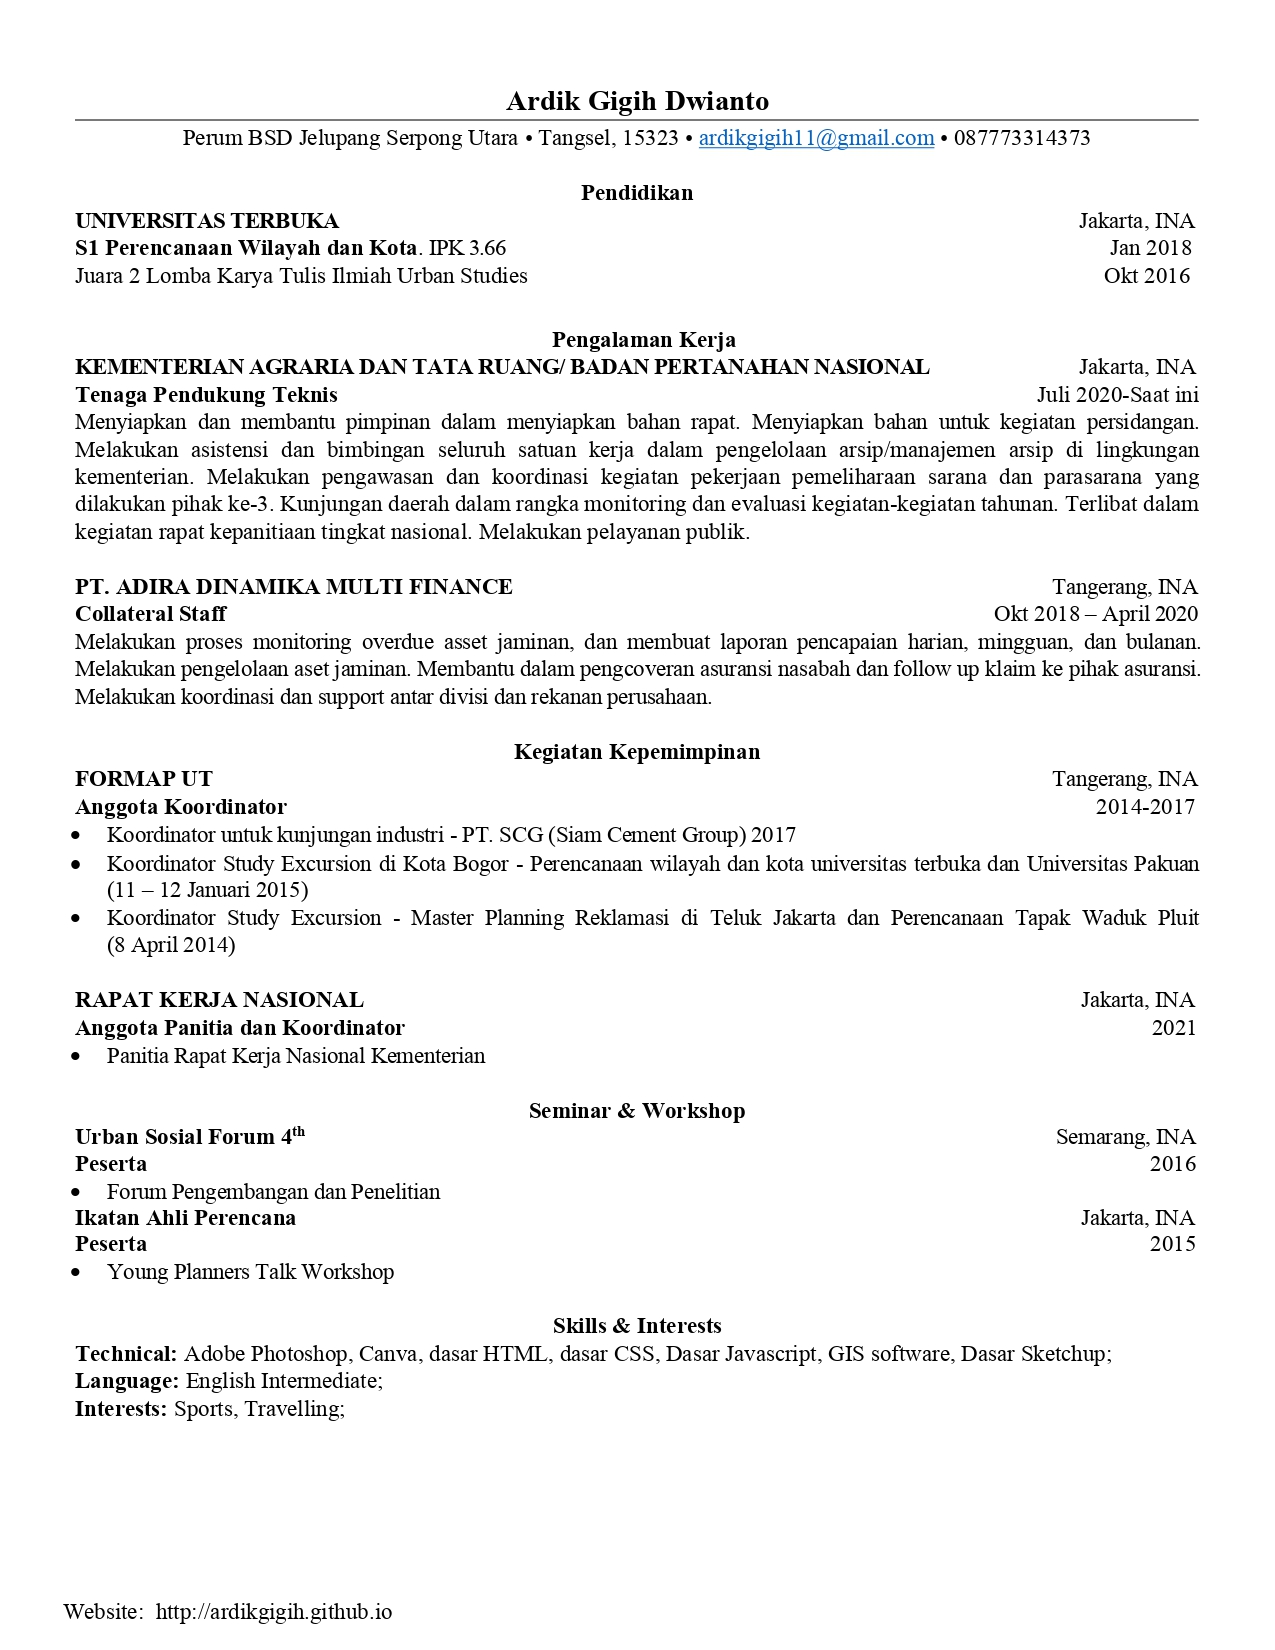 Ardik Gigih Dwianto
Perum BSD Jelupang Serpong Utara • Tangsel, 15323 • ardikgigih11@gmail.com • 087773314373
Pendidikan
UNIVERSITAS TERBUKA Jakarta, INA
S1 Perencanaan Wilayah dan Kota. IPK 3.66 Jan 2018
Juara 2 Lomba Karya Tulis Ilmiah Urban Studies Okt 2016
Pengalaman Kerja
KEMENTERIAN AGRARIA DAN TATA RUANG/ BADAN PERTANAHAN NASIONAL Jakarta, INA
Tenaga Pendukung Teknis Juli 2020-Saat ini
Menyiapkan dan membantu pimpinan dalam menyiapkan bahan rapat. Menyiapkan bahan untuk kegiatan persidangan.
Melakukan asistensi dan bimbingan seluruh satuan kerja dalam pengelolaan arsip/manajemen arsip di lingkungan
kementerian. Melakukan pengawasan dan koordinasi kegiatan pekerjaan pemeliharaan sarana dan parasarana yang
dilakukan pihak ke-3. Kunjungan daerah dalam rangka monitoring dan evaluasi kegiatan-kegiatan tahunan. Terlibat dalam
kegiatan rapat kepanitiaan tingkat nasional. Melakukan pelayanan publik.
PT. ADIRA DINAMIKA MULTI FINANCE Tangerang, INA
Collateral Staff Okt 2018 – April 2020
Melakukan proses monitoring overdue asset jaminan, dan membuat laporan pencapaian harian, mingguan, dan bulanan.
Melakukan pengelolaan aset jaminan. Membantu dalam pengcoveran asuransi nasabah dan follow up klaim ke pihak asuransi.
Melakukan koordinasi dan support antar divisi dan rekanan perusahaan.
Kegiatan Kepemimpinan
FORMAP UT Tangerang, INA
Anggota Koordinator 2014-2017
• Koordinator untuk kunjungan industri - PT. SCG (Siam Cement Group) 2017
• Koordinator Study Excursion di Kota Bogor - Perencanaan wilayah dan kota universitas terbuka dan Universitas Pakuan
(11 – 12 Januari 2015)
• Koordinator Study Excursion - Master Planning Reklamasi di Teluk Jakarta dan Perencanaan Tapak Waduk Pluit
(8 April 2014)
RAPAT KERJA NASIONAL Jakarta, INA
Anggota Panitia dan Koordinator 2021
• Panitia Rapat Kerja Nasional Kementerian
Seminar & Workshop
Urban Sosial Forum 4th Semarang, INA
Peserta 2016
• Forum Pengembangan dan Penelitian
Ikatan Ahli Perencana Jakarta, INA
Peserta 2015
• Young Planners Talk Workshop
Skills & Interests
Technical: Adobe Photoshop, Canva, dasar HTML, dasar CSS, Dasar Javascript, GIS software, Dasar Sketchup;
Language: English Intermediate;
Interests: Sports, Travelling;
Website: http://ardikgigih.github.io